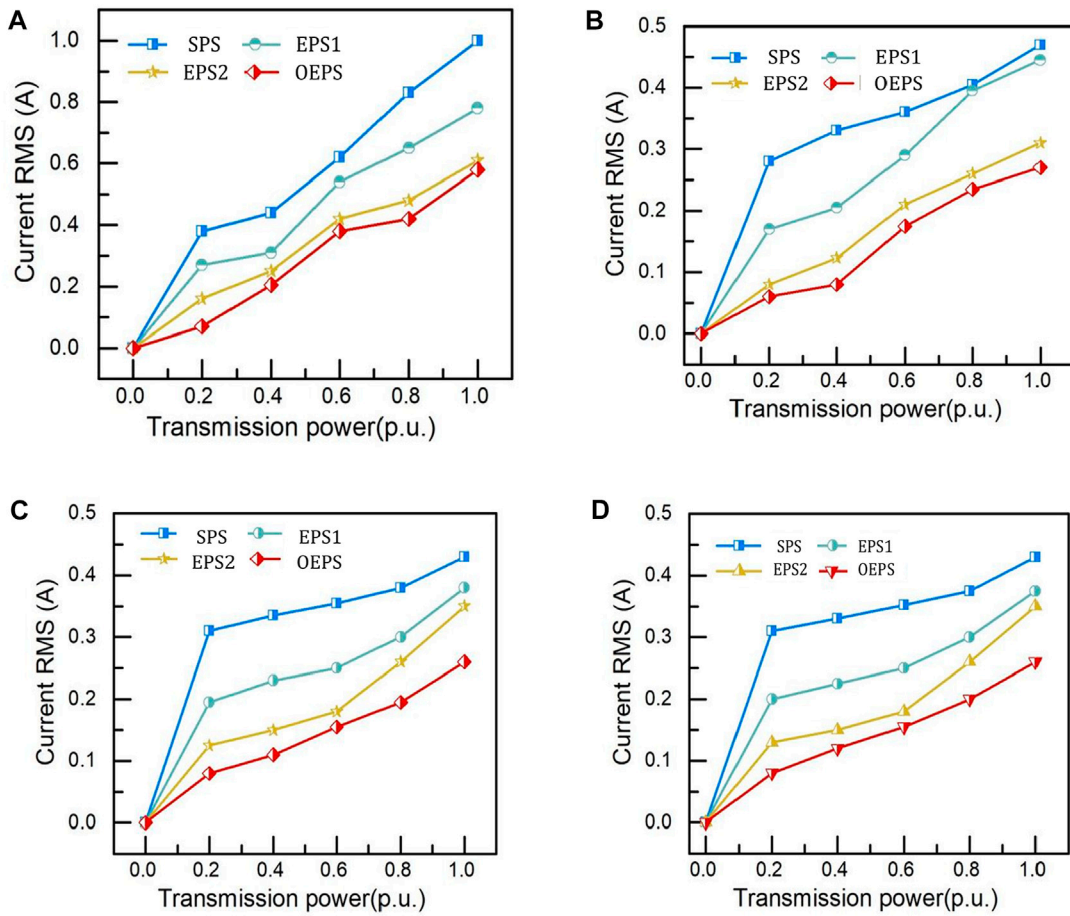 A
SPS EPS1
EPS2 OEPS
1.0
0.8
0.6
0.4
0.2
0.0
Current RMS (A)
0.0 0.2 0.4 0.6 0.8 1.0
Transmission power(p.u.)
B
SPS EPS1
EPS2 OEPS
0.5
0.4
0.3
0.2
0.1
0.0
Current RMS (A)
0.0 0.2 0.4 0.6 0.8 1.0
Transmission power(p.u.)
C
SPS EPS1
EPS2 OEPS
0.5
0.4
0.3
0.2
0.1
0.0
Current RMS (A)
0.0 0.2 0.4 0.6 0.8 1.0
Transmission power(p.u.)
D
SPS EPS1
EPS2 OEPS
0.5
0.4
0.3
0.2
0.1
0.0
Current RMS (A)
0.0 0.2 0.4 0.6 0.8 1.0
Transmission power(p.u.)